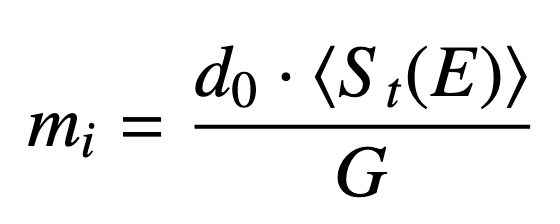 m_i = \frac{d_0 \cdot \langle S_t(E) \rangle}{G}